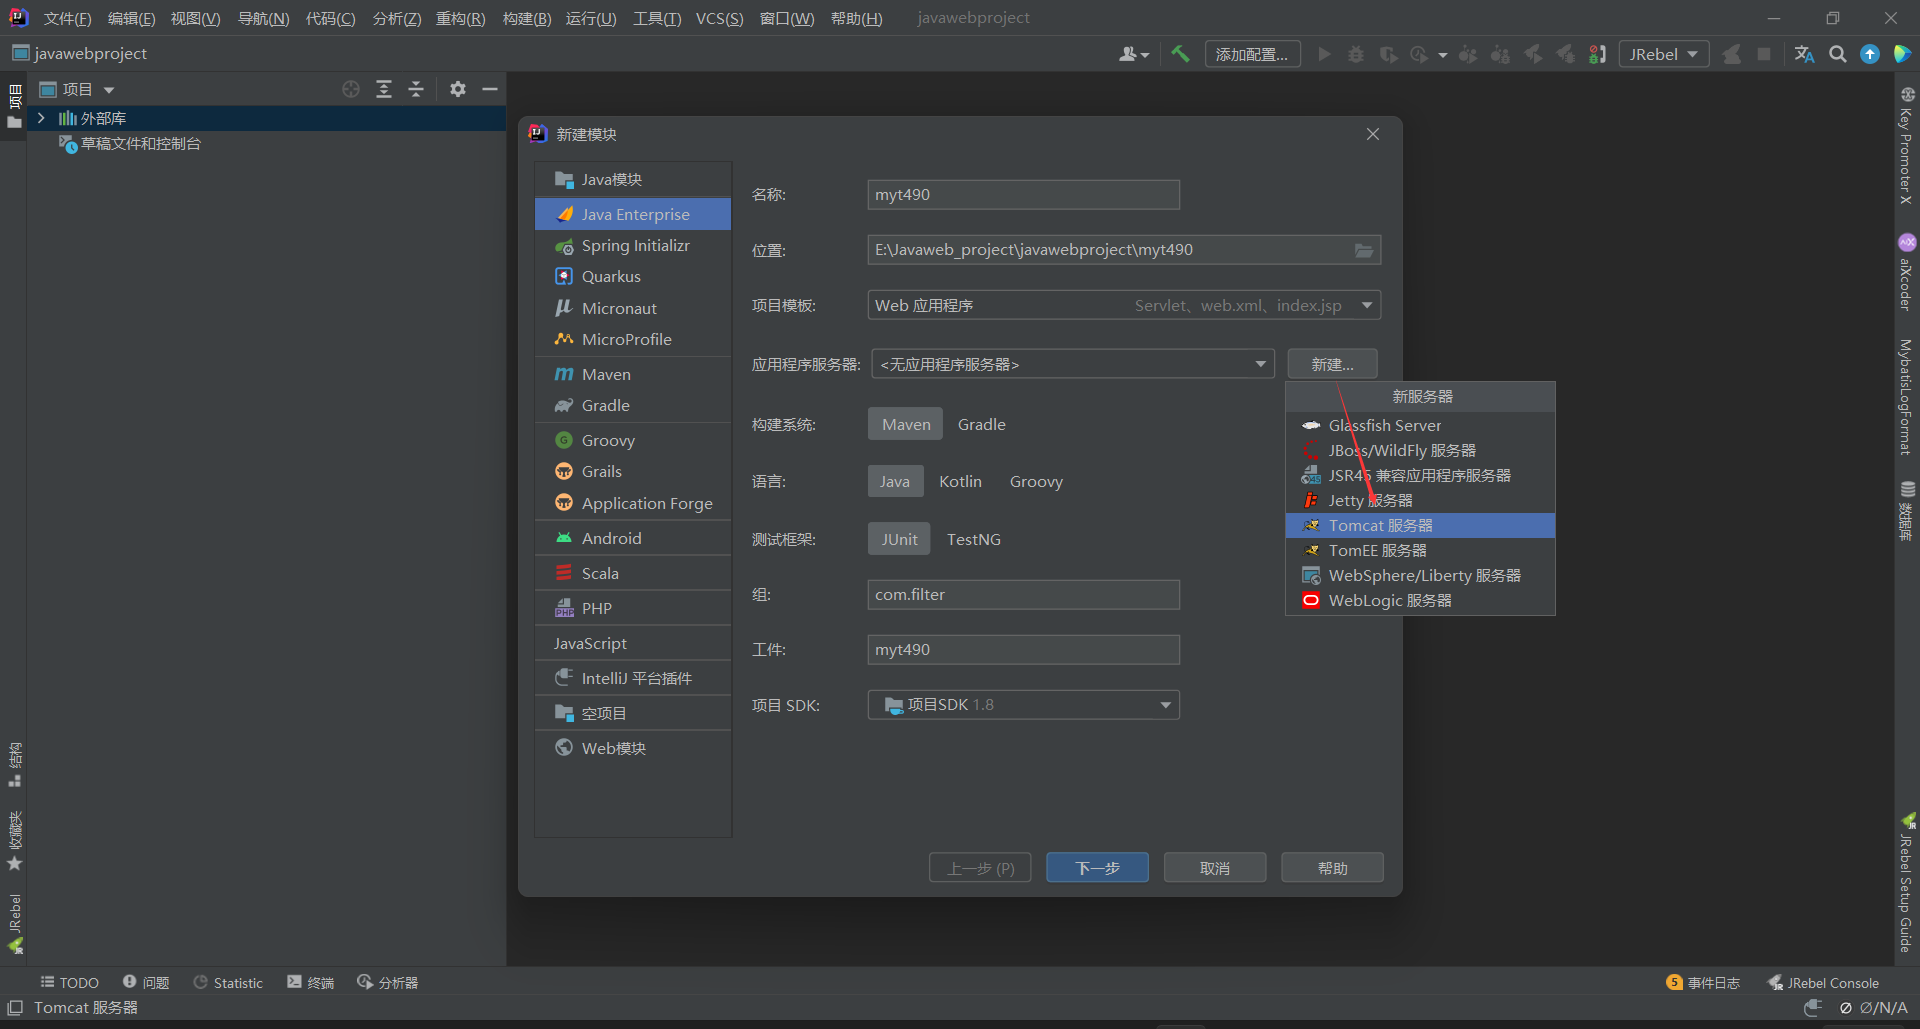 文件(F) 编辑(E) 视图(V) 导航(N) 代码(C) 分析(Z) 重构(R) 构建(B) 运行(U) 工具(T) VCS(S) 窗口(W) 帮助(H) javawebproject
javawebproject
添加配置...
JRebel
项目
项目
外部库
草稿文件和控制台
结构
收藏夹
JRebel
新建模块
Java模块
Java Enterprise
Spring Initializr
Quarkus
Micronaut
MicroProfile
Maven
Gradle
Groovy
Grails
Application Forge
Android
Scala
PHP
JavaScript
IntelliJ 平台插件
空项目
Web模块
名称: myt490
位置: E:\Javaweb_project\javawebproject\myt490
项目模板: Web 应用程序 Servlet、web.xml、index.jsp
应用程序服务器: <无应用程序服务器> 新建...
构建系统: Maven Gradle
语言: Java Kotlin Groovy
测试框架: JUnit TestNG
组: com.filter
工件: myt490
项目 SDK: 项目SDK 1.8
上一步 (P) 下一步 取消 帮助
新服务器
Glassfish Server
JBoss/WildFly 服务器
JSR45 兼容应用程序服务器
Jetty 服务器
Tomcat 服务器
TomEE 服务器
WebSphere/Liberty 服务器
WebLogic 服务器
Key Promoter X
aiXcoder
MybatisLogFormat
数据库
JRebel Setup Guide
TODO 问题 Statistic 终端 分析器 5 事件日志 JRebel Console
Tomcat 服务器 ∅/N/A